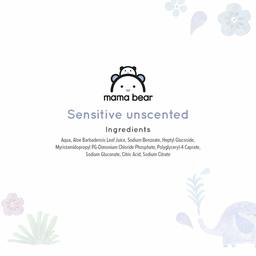 mama bear
Sensitive unscented
Ingredients
Aqua, Aloe Barbadensis Leaf Juice, Sodium Benzoate, Heptyl Glucoside,
Myristamidopropyl PG-Dimonium Chloride Phosphate, Polyglyceryl-4 Caprate,
Sodium Gluconate, Citric Acid, Sodium Citrate